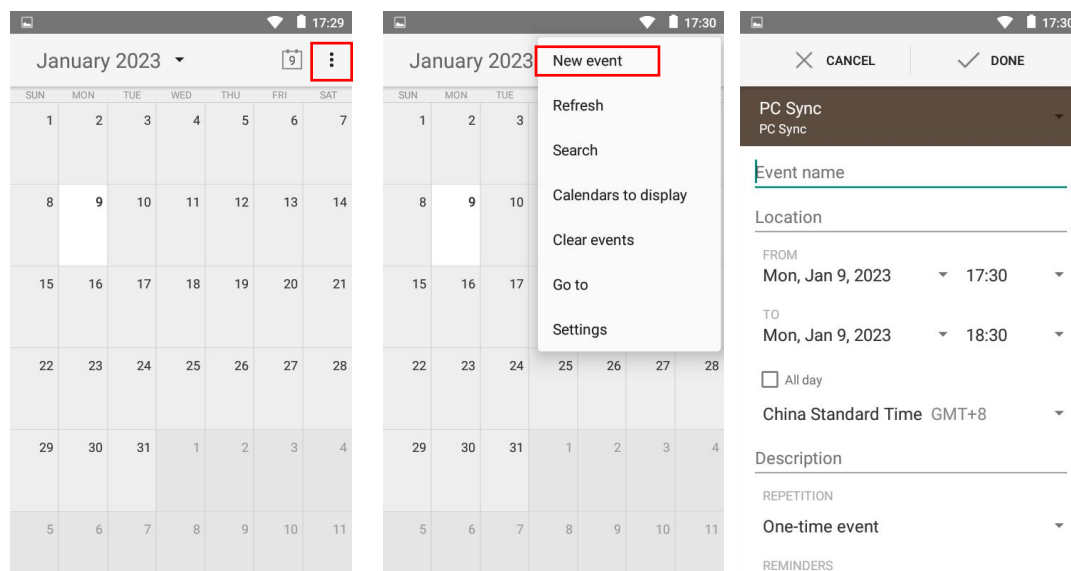 17:29
January 2023
9
SUN MON TUE WED THU FRI SAT
1 2 3 4 5 6 7
8 9 10 11 12 13 14
15 16 17 18 19 20 21
22 23 24 25 26 27 28
29 30 31 1 2 3 4
5 6 7 8 9 10 11
17:30
January 2023
SUN MON TUE
1 2 3
8 9 10
15 16 17
22 23 24 25 26 27 28
29 30 31 1 2 3 4
5 6 7 8 9 10 11
New event
Refresh
Search
Calendars to display
Clear events
Go to
Settings
17:30
CANCEL DONE
PC Sync
PC Sync
Event name
Location
FROM
Mon, Jan 9, 2023 17:30
TO
Mon, Jan 9, 2023 18:30
All day
China Standard Time GMT+8
Description
REPETITION
One-time event
REMINDERS